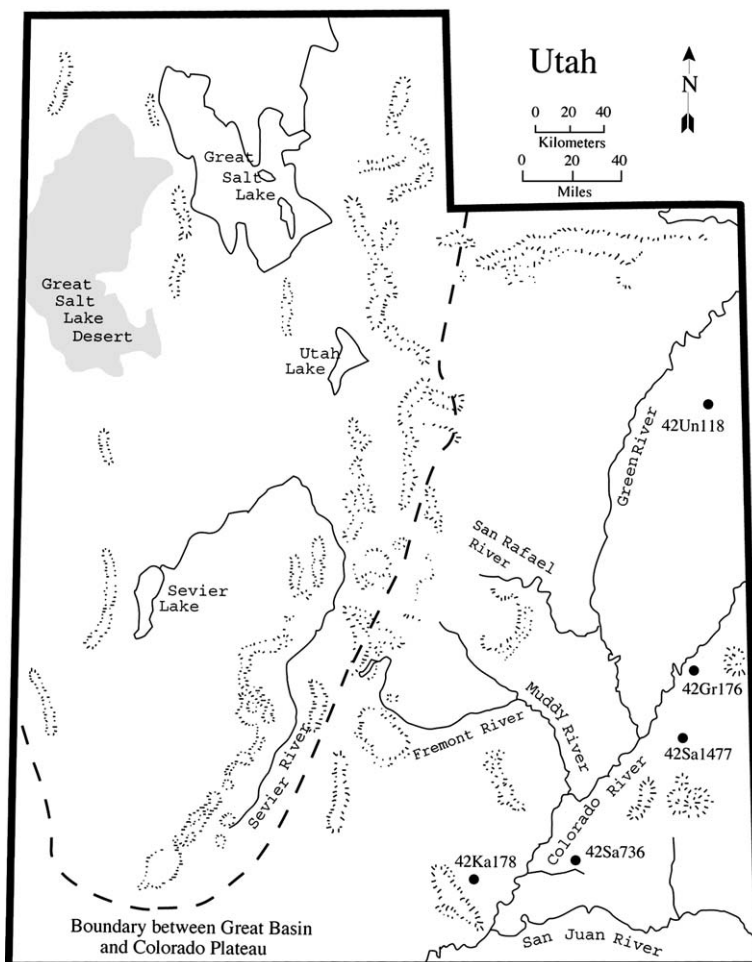 Utah
N
0 20 40
Kilometers
0 20 40
Miles
Great
Salt
Lake
Great
Salt
Lake
Desert
Utah
Lake
42Un118
Green River
San Rafael
River
Sevier
Lake
42Gr176
Muddy River
Fremont River
42Sa1477
Sevier River
Colorado River
42Ka178
42Sa736
Boundary between Great Basin
and Colorado Plateau
San Juan River